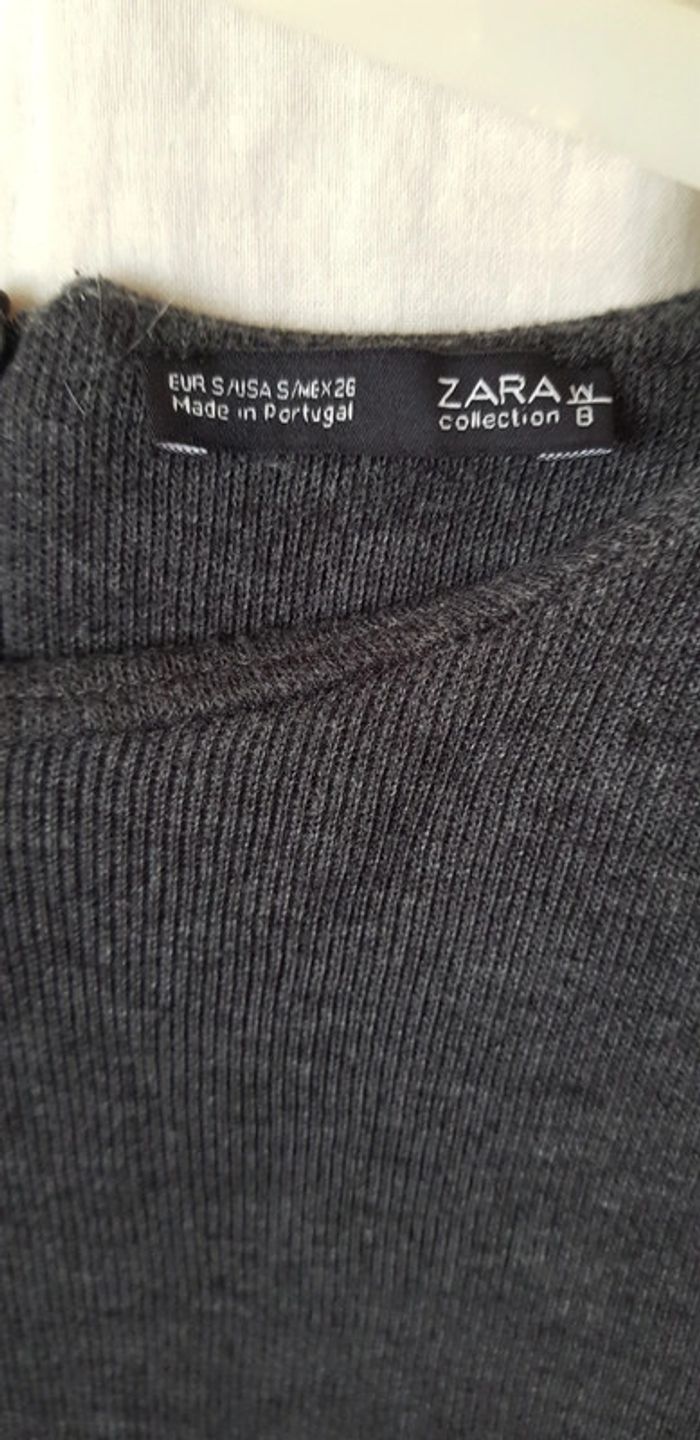 EUR S/USA S/MEX 26
Made in Portugal
ZARA W
collection B